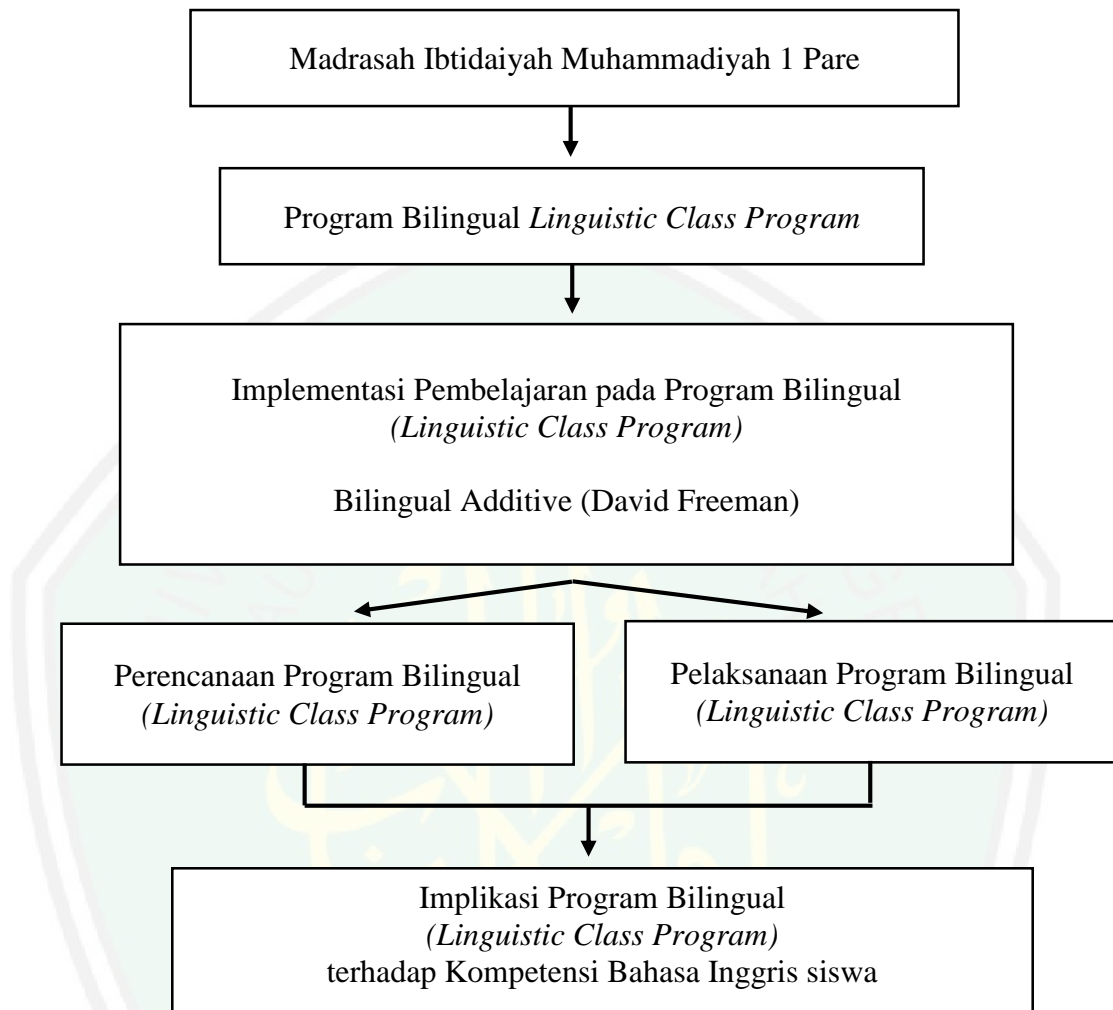 Madrasah Ibtidaiyah Muhammadiyah 1 Pare
Program Bilingual Linguistic Class Program
Implementasi Pembelajaran pada Program Bilingual
(Linguistic Class Program)
Bilingual Additive (David Freeman)
Perencanaan Program Bilingual
(Linguistic Class Program)
Pelaksanaan Program Bilingual
(Linguistic Class Program)
Implikasi Program Bilingual
(Linguistic Class Program)
terhadap Kompetensi Bahasa Inggris siswa